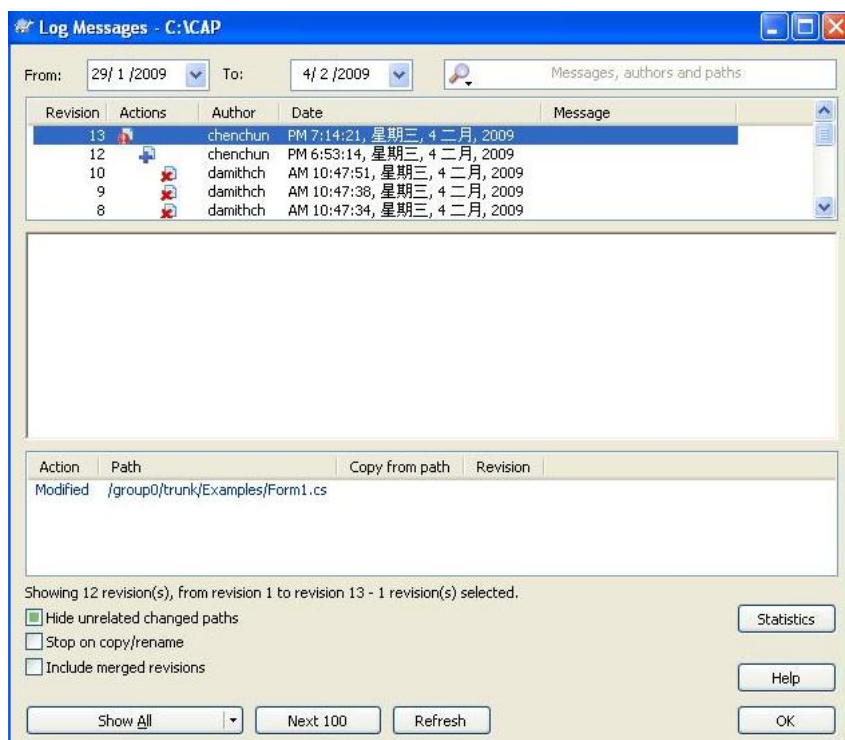 Log Messages - C:\CAP
From: 29/ 1 /2009 To: 4/ 2 /2009 Messages, authors and paths
Revision Actions Author Date Message
13 chenchun PM 7:14:21, 星期三, 4 二月, 2009
12 chenchun PM 6:53:14, 星期三, 4 二月, 2009
10 damithch AM 10:47:51, 星期三, 4 二月, 2009
9 damithch AM 10:47:38, 星期三, 4 二月, 2009
8 damithch AM 10:47:34, 星期三, 4 二月, 2009
Action Path Copy from path Revision
Modified /group0/trunk/Examples/Form1.cs
Showing 12 revision(s), from revision 1 to revision 13 - 1 revision(s) selected.
Hide unrelated changed paths Statistics
Stop on copy/rename
Include merged revisions
Help
Show All Next 100 Refresh OK